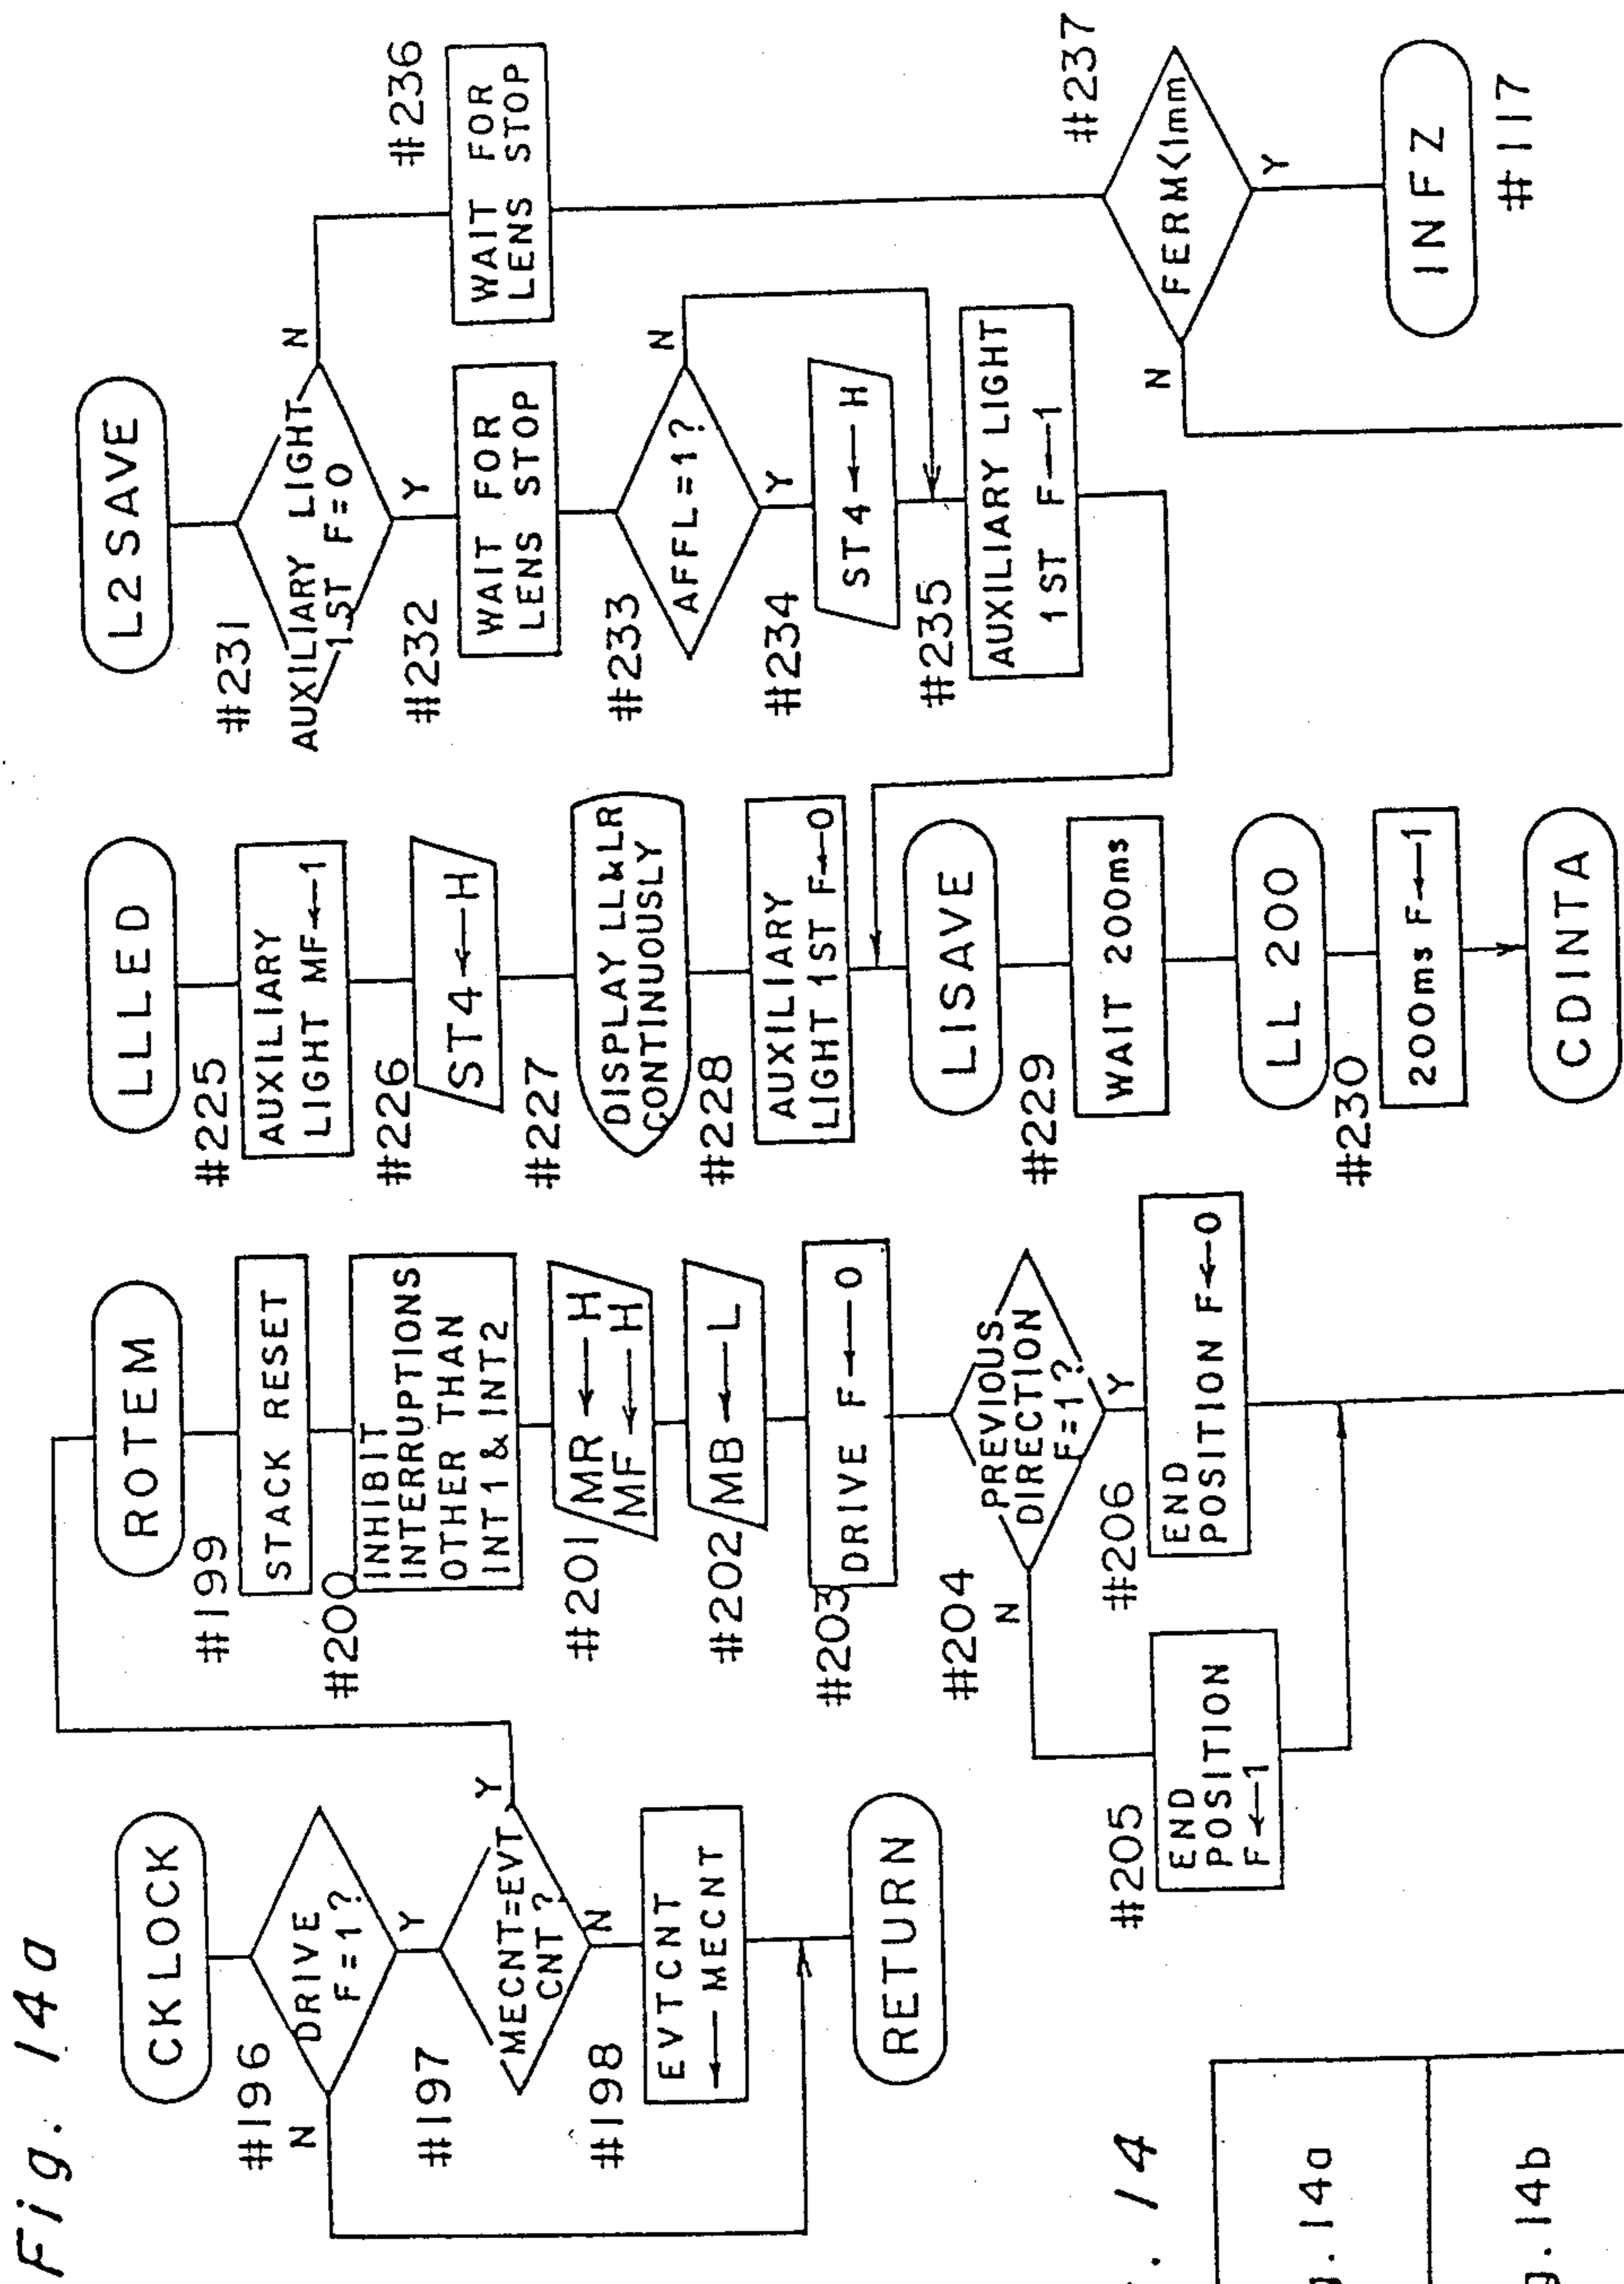 Fig. 14a
CKLOCK
#196
DRIVE
F=1?
N
Y
#197
MECNT=EVT
CNT?
Y
N
#198
EVTCNT
←MECNT
RETURN
ROTEM
#199
STACK RESET
#200
INHIBIT
INTERRUPTIONS
OTHER THAN
INT1 & INT2
#201
MR←H
MF←H
#202
MB←L
#203
DRIVE F←0
#204
PREVIOUS
DIRECTION
F=1?
N
Y
#205
END
POSITION
F←1
#206
END
POSITION F←0
LLLED
#225
AUXILIARY
LIGHT MF←1
#226
ST4←H
#227
DISPLAY LL&LR
CONTINUOUSLY
#228
AUXILIARY
LIGHT 1ST F←0
LISAVE
#229
WAIT 200ms
LL 200
#230
200ms F←1
CDINTA
L2SAVE
#231
AUXILIARY LIGHT
1ST F=0
N
Y
#232
WAIT FOR
LENS STOP
#233
AFFL=1?
N
Y
#234
ST4←H
#235
AUXILIARY LIGHT
1ST F←1
#236
WAIT FOR
LENS STOP
#237
FERM<1mm
N
Y
INFZ
#117
. 14
g. 14a
g. 14b